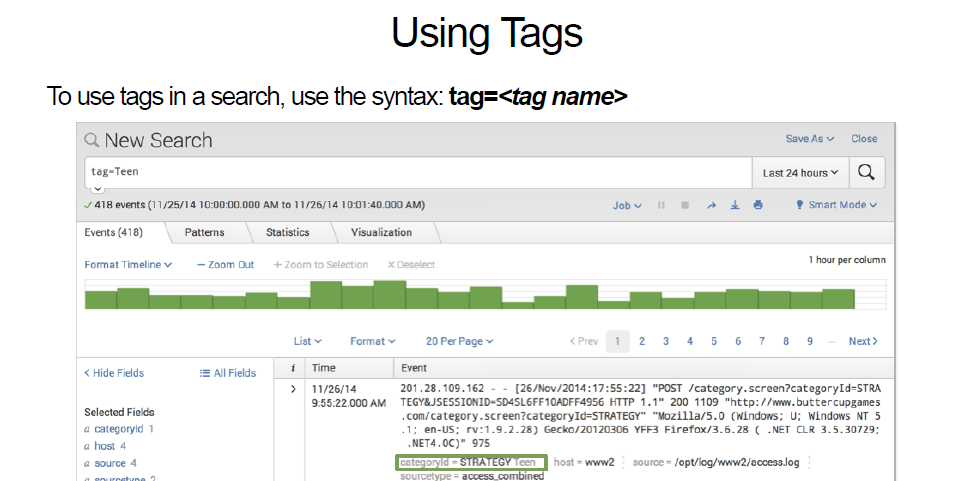 Using Tags
To use tags in a search, use the syntax: tag=<tag name>
New Search
Save As
Close
tag=Teen
Last 24 hours
418 events (11/25/14 10:00:00.000 AM to 11/26/14 10:01:40.000 AM)
Job
Smart Mode
Events (418)
Patterns
Statistics
Visualization
Format Timeline
— Zoom Out
+ Zoom to Selection
× Deselect
1 hour per column
List
Format
20 Per Page
< Prev
1
2
3
4
5
6
7
8
9
...
Next >
< Hide Fields
All Fields
i
Time
Event
Selected Fields
a categoryId 1
a host 4
a source 4
a sourcetype 2
>
11/26/14
9:55:22.000 AM
201.28.109.162 - - [26/Nov/2014:17:55:22] "POST /category.screen?categoryId=STRA
TEGY&JSESSIONID=SD4SL6FF10ADFF4956 HTTP 1.1" 200 1109 "http://www.buttercupgames
.com/category.screen?categoryId=STRATEGY" "Mozilla/5.0 (Windows; U; Windows NT 5
.1; en-US; rv:1.9.2.28) Gecko/20120306 YFF3 Firefox/3.6.28 ( .NET CLR 3.5.30729;
.NET4.0C)" 975
categoryId = STRATEGY Teen
host = www2
source = /opt/log/www2/access.log
sourcetype = access_combined